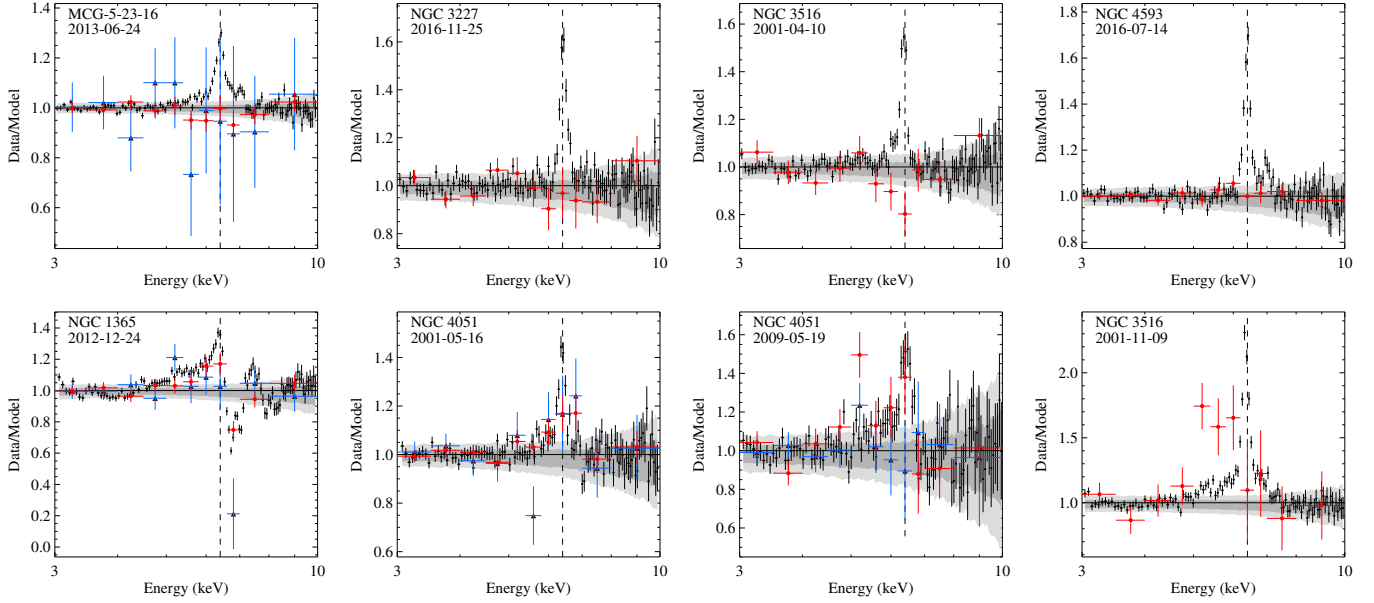 MCG-5-23-16
2013-06-24
1.4
1.2
1.0
0.8
0.6
Data/Model
3
10
Energy (keV)
NGC 3227
2016-11-25
1.6
1.4
1.2
1.0
0.8
Data/Model
3
10
Energy (keV)
NGC 3516
2001-04-10
1.6
1.4
1.2
1.0
0.8
Data/Model
3
10
Energy (keV)
NGC 4593
2016-07-14
1.8
1.6
1.4
1.2
1.0
0.8
Data/Model
3
10
Energy (keV)
NGC 1365
2012-12-24
1.4
1.2
1.0
0.8
0.6
0.4
0.2
0.0
Data/Model
3
10
Energy (keV)
NGC 4051
2001-05-16
1.4
1.2
1.0
0.8
0.6
Data/Model
3
10
Energy (keV)
NGC 4051
2009-05-19
1.6
1.4
1.2
1.0
0.8
0.6
Data/Model
3
10
Energy (keV)
NGC 3516
2001-11-09
2.0
1.5
1.0
Data/Model
3
10
Energy (keV)